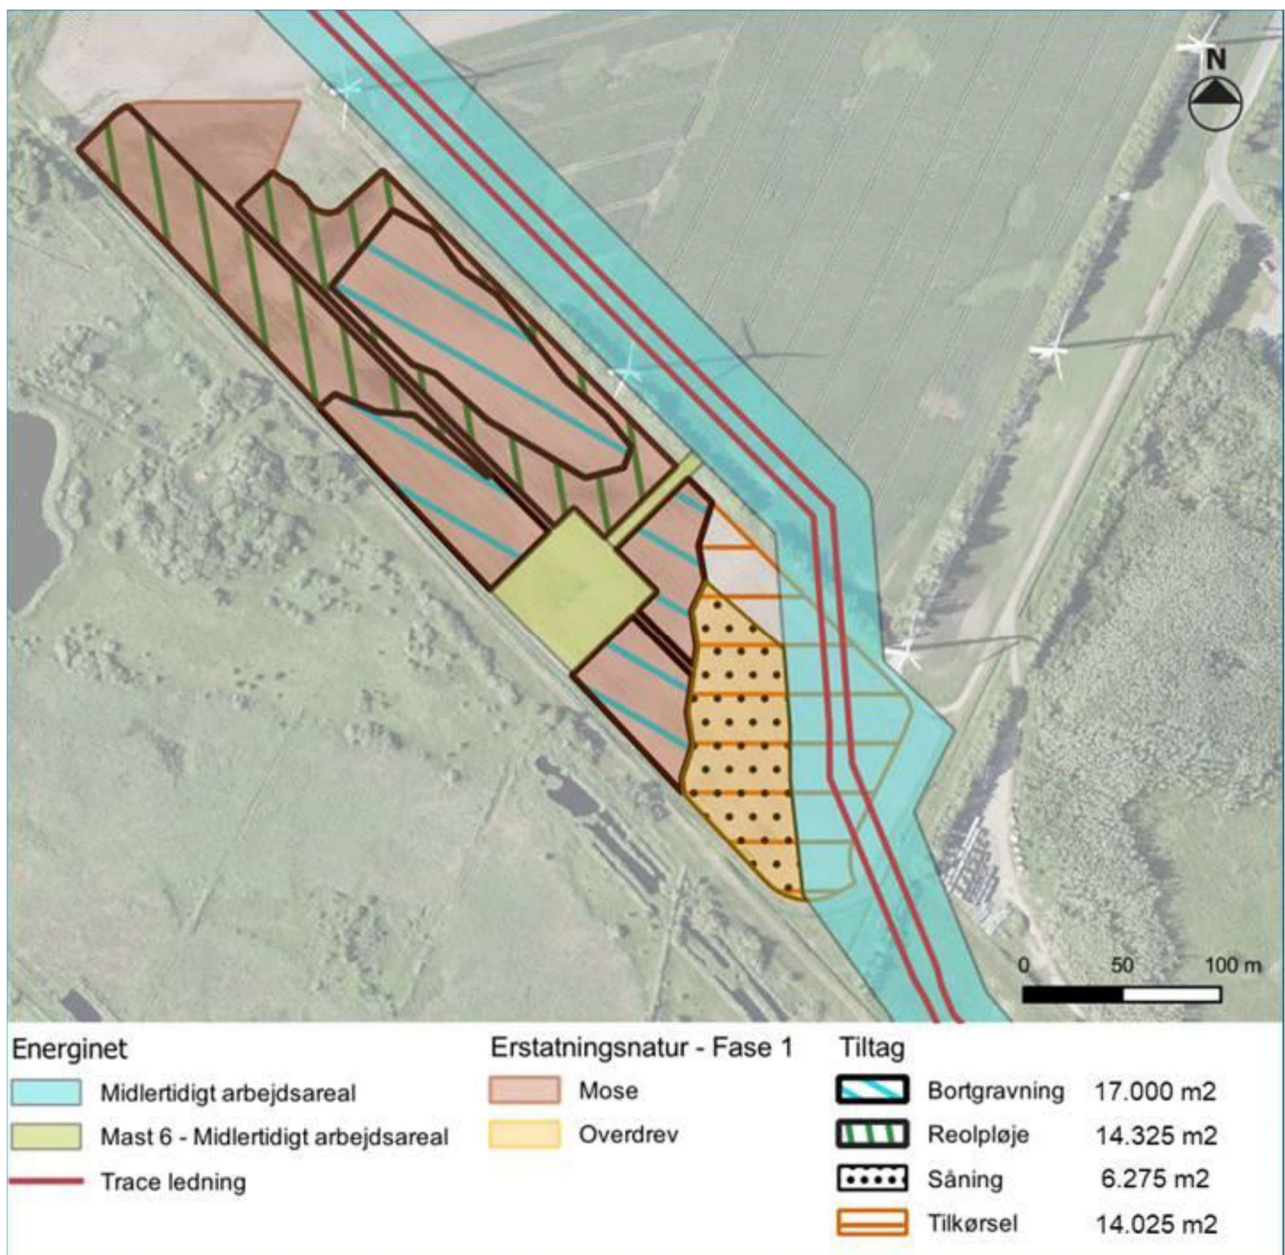 N
0 50 100 m
Energinet
Midlertidigt arbejdsareal
Mast 6 - Midlertidigt arbejdsareal
Trace ledning
Erstatningsnatur - Fase 1
Mose
Overdrev
Tiltag
Bortgravning 17.000 m2
Reolpløje 14.325 m2
Såning 6.275 m2
Tilkørsel 14.025 m2